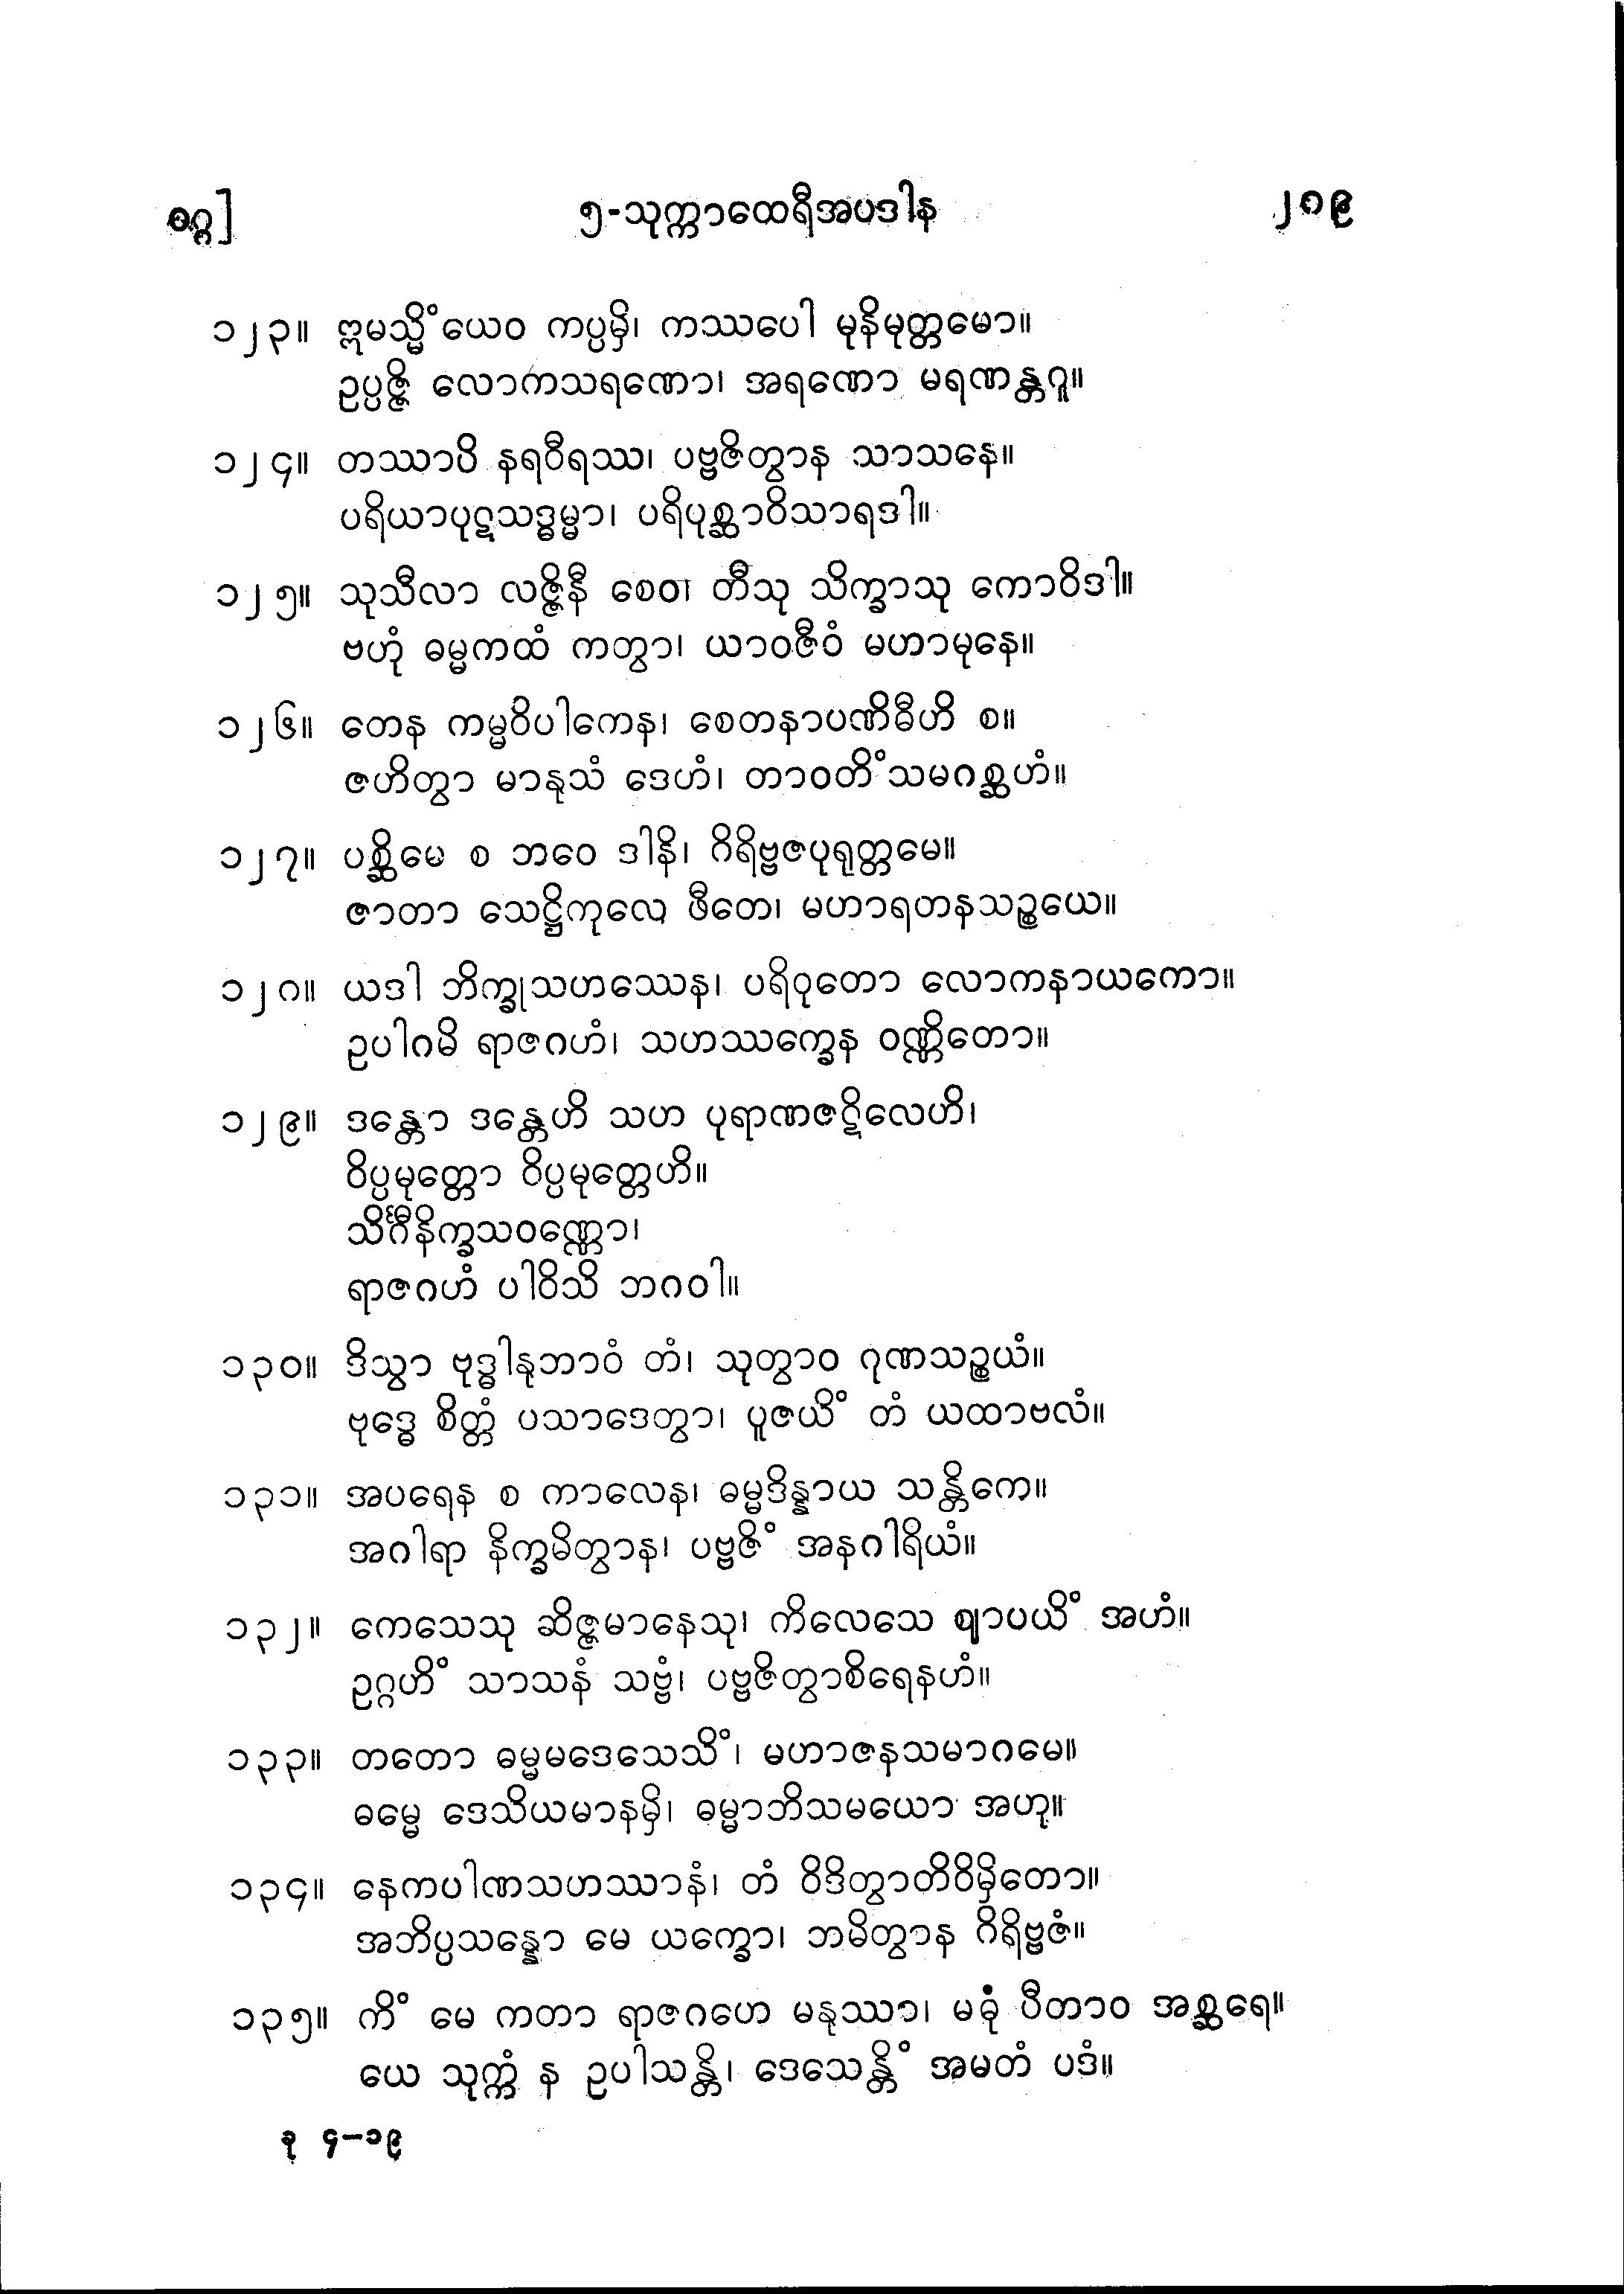 ဝဂ္ဂ] ၅-သုက္ကာထေရီအပဒါန ၂၈၉
၁၂၃။ ဣမသ္မိံယေဝ ကပ္ပမှိ၊ ကဿပေါ မုနိမုတ္တမော။
ဥပ္ပဇ္ဇိ လောကသရဏော၊ အရဏော မရဏန္တဂူ။
၁၂၄။ တဿာပိ နရဝီရဿ၊ ပဗ္ဗဇိတွာန သာသနေ။
ပရိယာပုဋသဒ္ဓမ္မာ၊ ပရိပုစ္ဆာဝိသာရဒါ။
၁၂၅။ သုသီလာ လဇ္ဇိနီ စေဝ၊ တီသု သိက္ခာသု ကောဝိဒါ။
ဗဟုံ ဓမ္မကထံ ကတွာ၊ ယာဝဇီဝံ မဟာမုနေ။
၁၂၆။ တေန ကမ္မဝိပါကေန၊ စေတနာပဏိဓီဟိ စ။
ဇဟိတွာ မာနုသံ ဒေဟံ၊ တာဝတိံသမဂစ္ဆဟံ။
၁၂၇။ ပစ္ဆိမေ စ ဘဝေ ဒါနိ၊ ဂိရိဗ္ဗဇပုရုတ္တမေ။
ဇာတာ သေဋ္ဌိကုလေ ဖီတေ၊ မဟာရတနသဉ္စယေ။
၁၂၈။ ယဒါ ဘိက္ခုသဟဿေန၊ ပရိဝုတော လောကနာယကော။
ဥပါဂမိ ရာဇဂဟံ၊ သဟဿက္ခေန ဝဏ္ဏိတော။
၁၂၉။ ဒန္တော ဒန္တေဟိ သဟ ပုရာဏဇဋိလေဟိ၊
ဝိပ္ပမုတ္တော ဝိပ္ပမုတ္တေဟိ။
သိင်္ဂီနိက္ခသဝဏ္ဏော၊
ရာဇဂဟံ ပါဝိသိ ဘဂဝါ။
၁၃၀။ ဒိသွာ ဗုဒ္ဓါနုဘာဝံ တံ၊ သုတွာဝ ဂုဏသဉ္စယံ။
ဗုဒ္ဓေ စိတ္တံ ပသာဒေတွာ၊ ပူဇယိံ တံ ယထာဗလံ။
၁၃၁။ အပရေန စ ကာလေန၊ ဓမ္မဒိန္နာယ သန္တိကေ။
အဂါရာ နိက္ခမိတွာန၊ ပဗ္ဗဇိံ အနဂါရိယံ။
၁၃၂။ ကေသေသု ဆိဇ္ဇမာနေသု၊ ကိလေသေ ဈာပယိံ အဟံ။
ဥဂ္ဂဟိံ သာသနံ သဗ္ဗံ၊ ပဗ္ဗဇိတွာစိရေနဟံ။
၁၃၃။ တတော ဓမ္မမဒေသေသိံ၊ မဟာဇနသမာဂမေ။
ဓမ္မေ ဒေသိယမာနမှိ၊ ဓမ္မာဘိသမယော အဟု။
၁၃၄။ နေကပါဏသဟဿာနံ၊ တံ ဝိဒိတွာတိဝိမှိတော။
အဘိပ္ပသန္နော မေ ယက္ခော၊ ဘမိတွာန ဂိရိဗ္ဗဇံ။
၁၃၅။ ကိံ မေ ကတာ ရာဇဂဟေ မနုဿာ၊ မဓုံ ပီတာဝ အစ္ဆရေ။
ယေ သုက္ကံ န ဥပါသန္တိ၊ ဒေသေန္တိံ အမတံ ပဒံ။
ခု ၄–၁၉